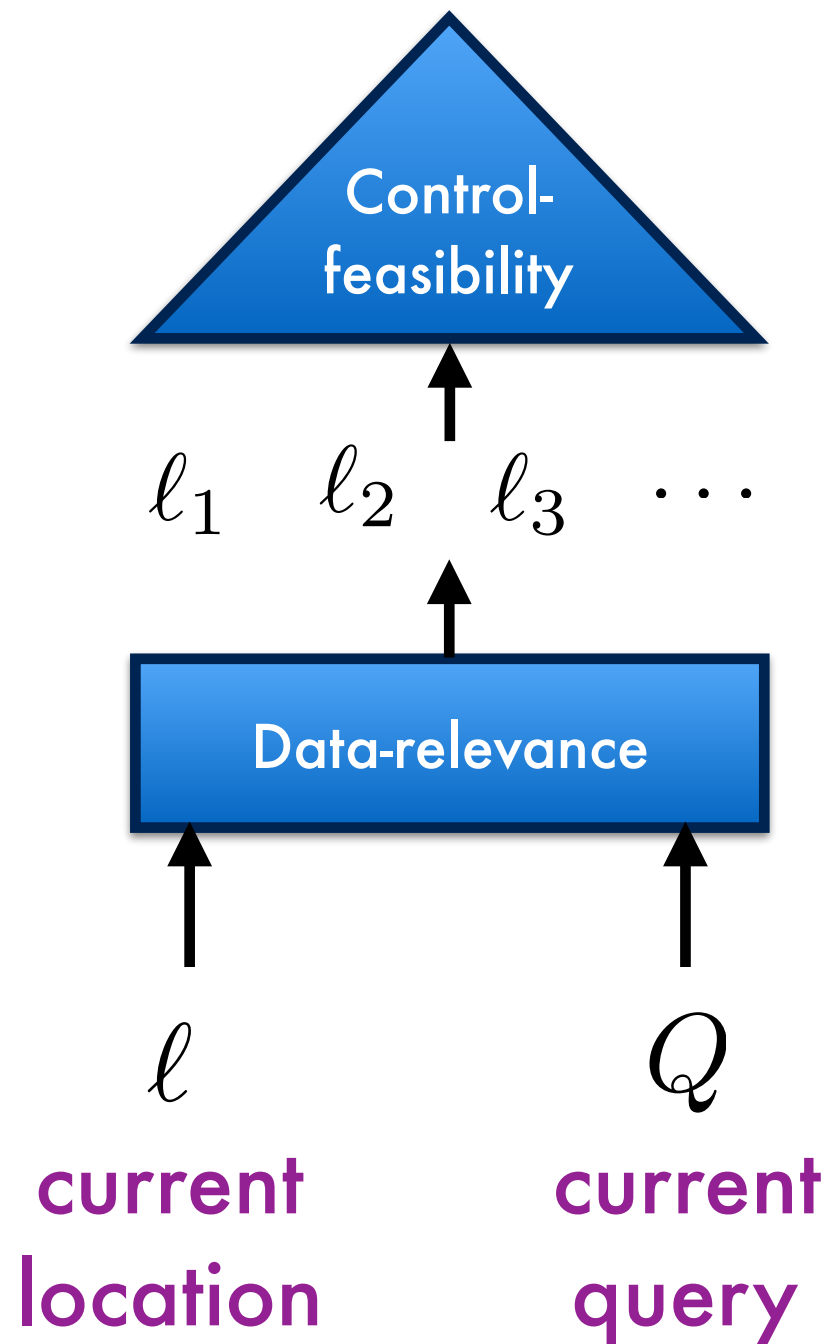 Control-
feasibility
ℓ₁ ℓ₂ ℓ₃ ⋯
Data-relevance
ℓ Q
current current
location query